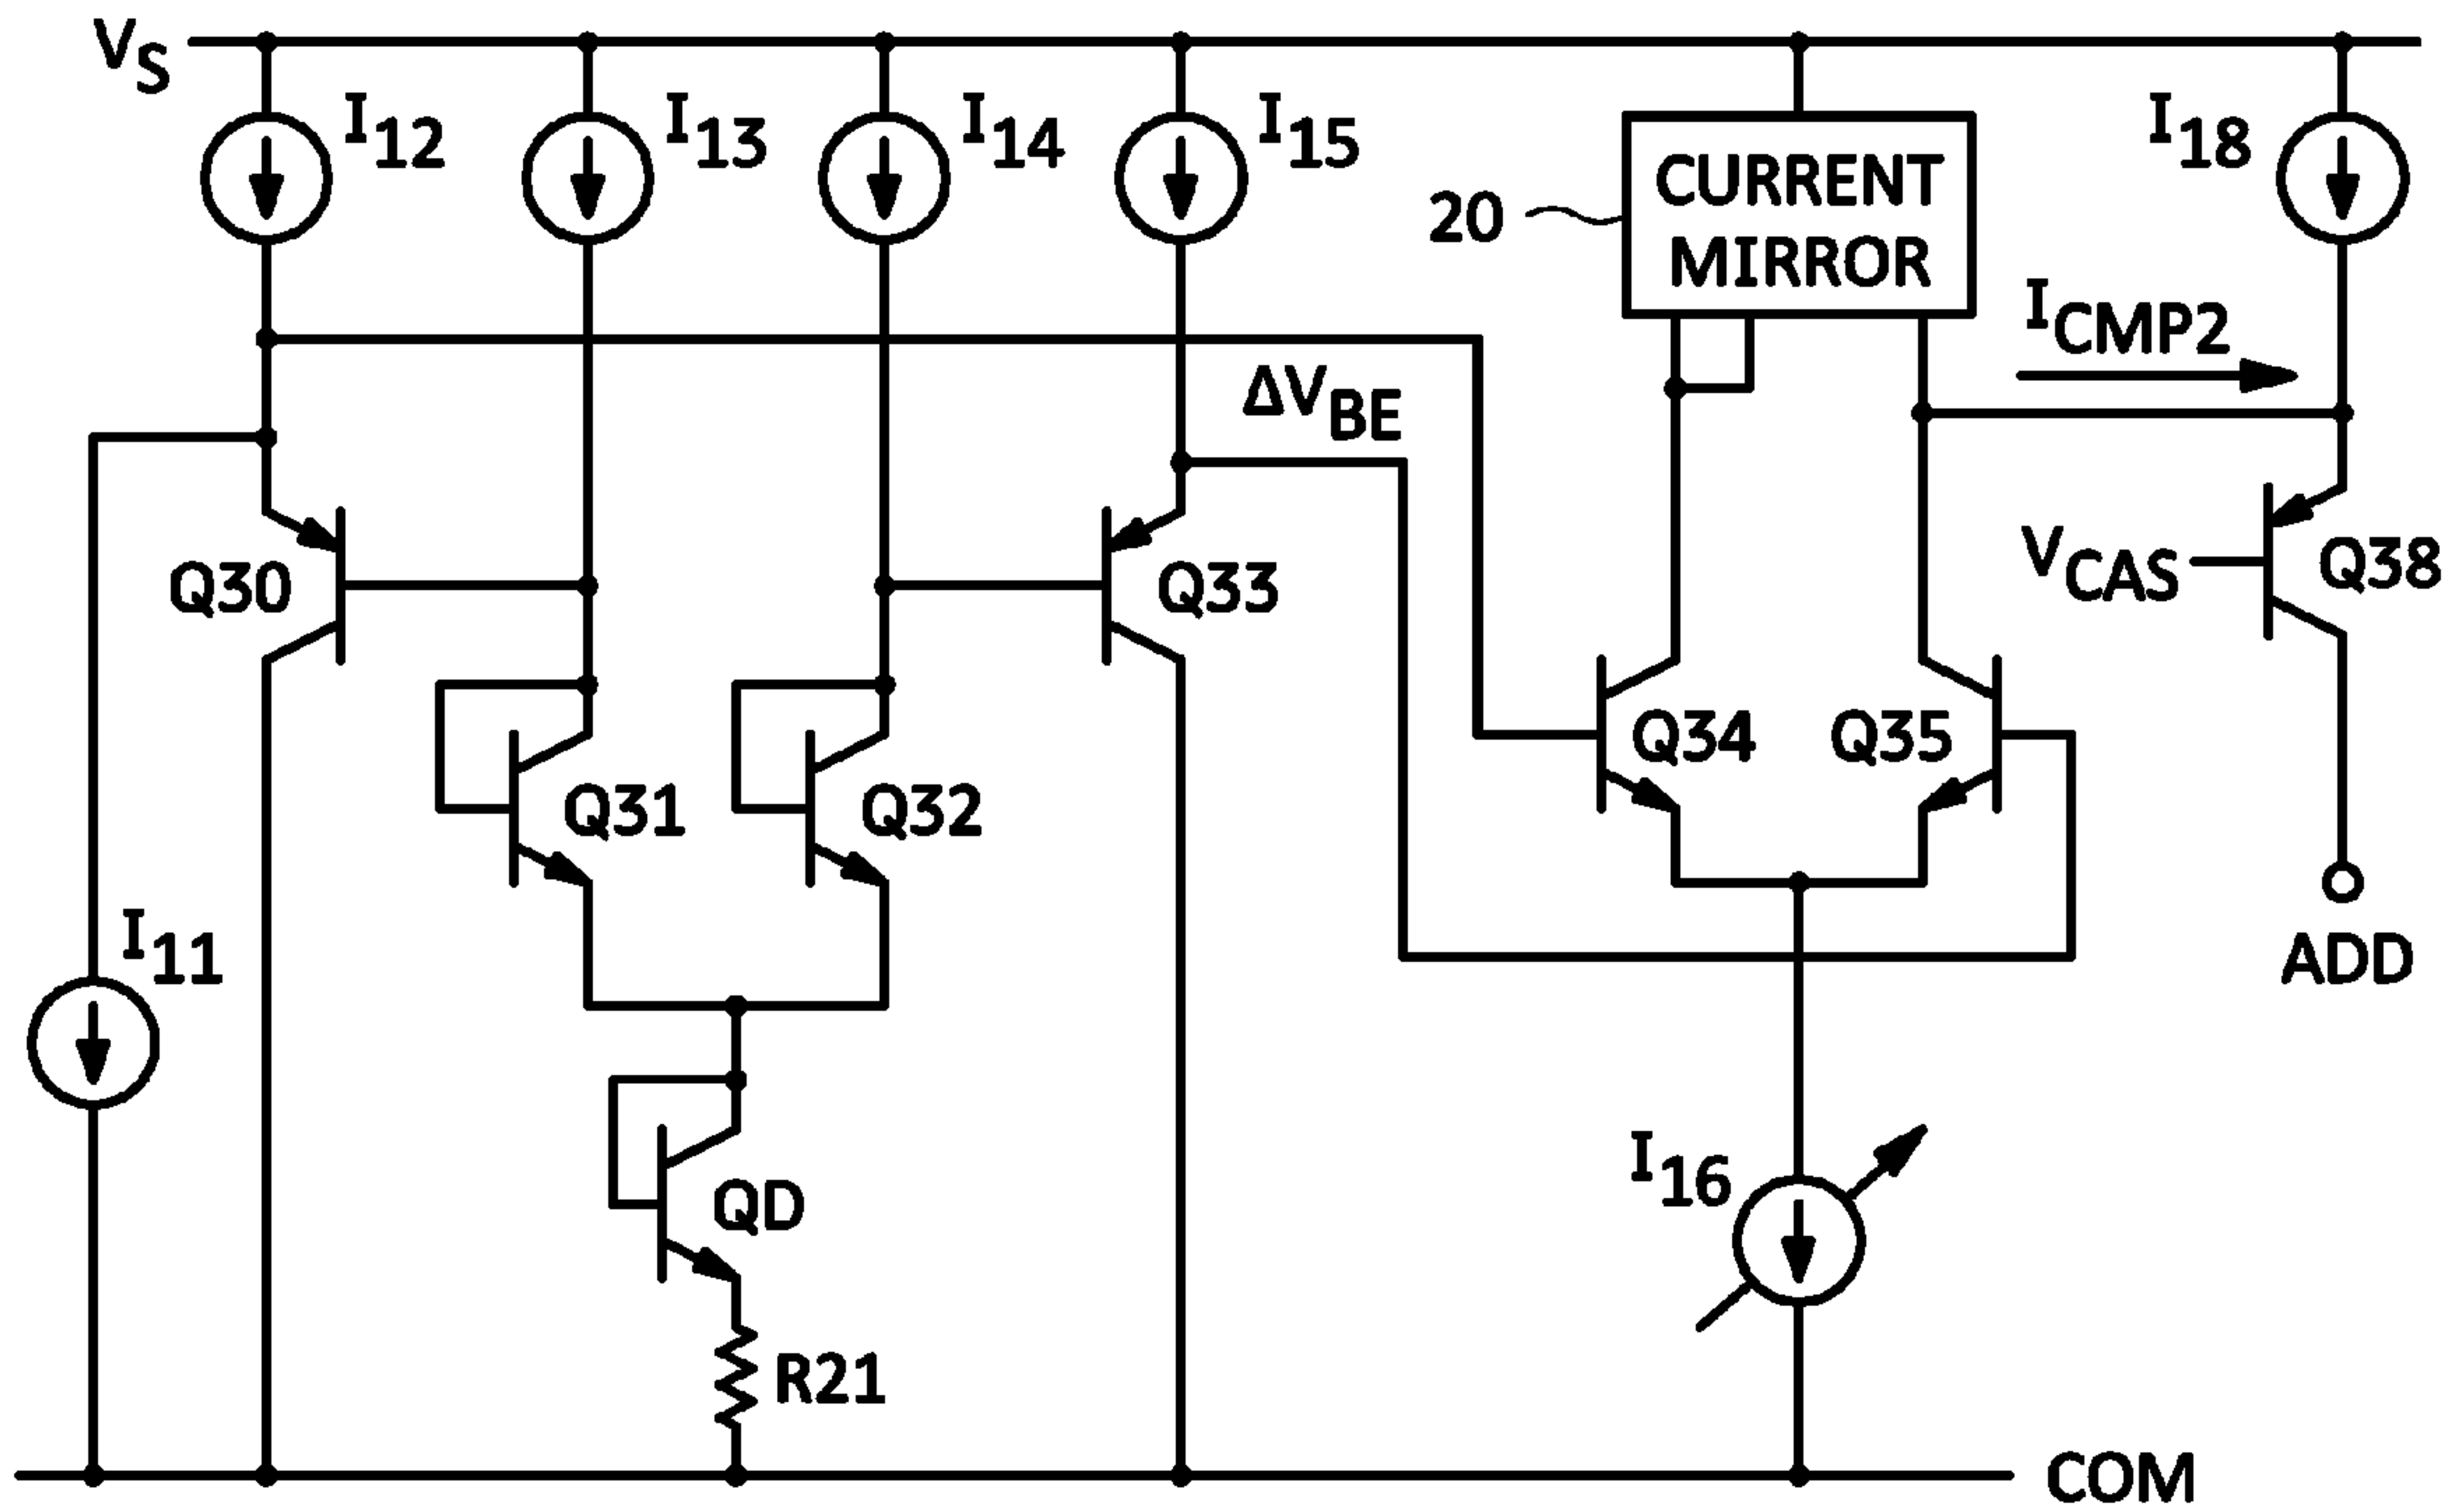 VS
I12
I13
I14
I15
I18
20
CURRENT
MIRROR
ICMP2
ΔVBE
Q30
Q33
VCAS
Q38
Q31
Q32
Q34
Q35
I11
ADD
I16
QD
R21
COM